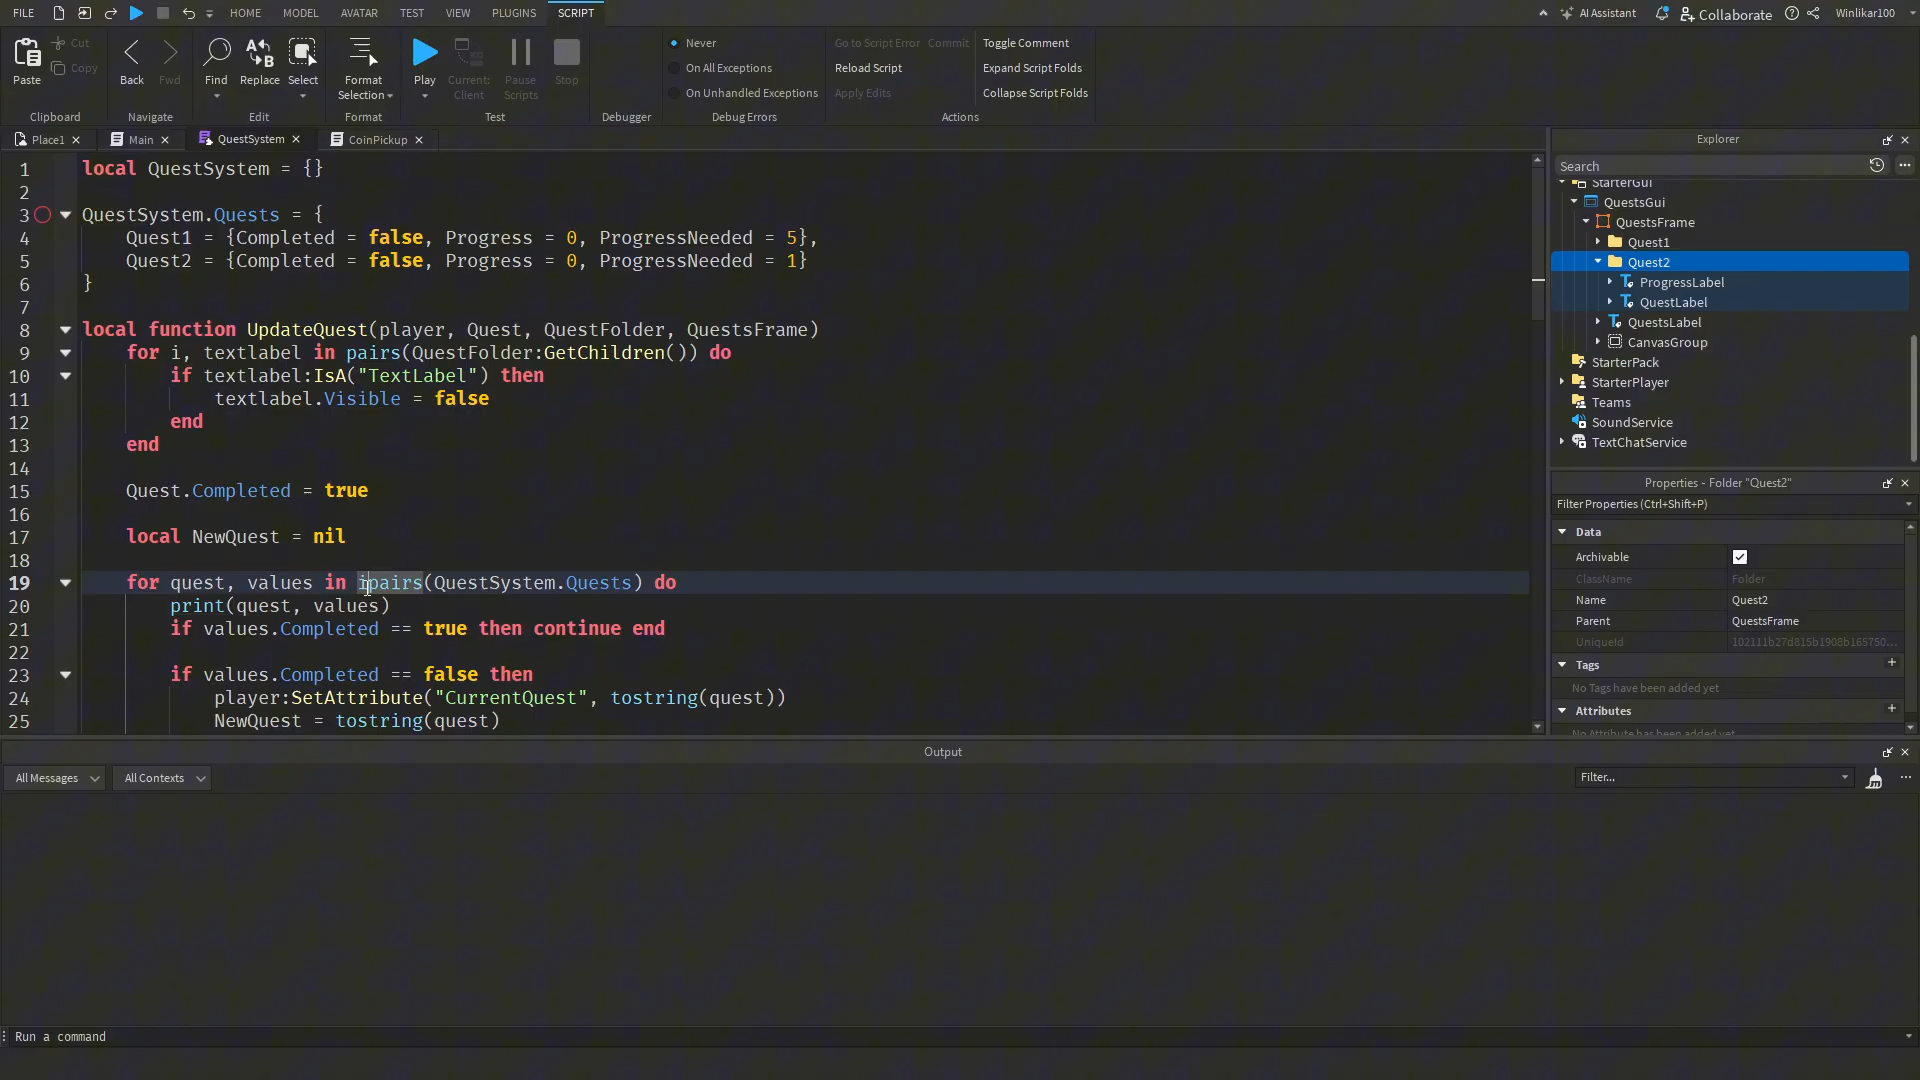 FILE HOME MODEL AVATAR TEST VIEW PLUGINS SCRIPT AI Assistant Collaborate Winlikar100
Paste Cut Copy Back Fwd Find Replace Select Format Selection Play Current: Client Pause Scripts Stop
Never
On All Exceptions
On Unhandled Exceptions
Go to Script Error Commit
Reload Script
Apply Edits
Toggle Comment
Expand Script Folds
Collapse Script Folds
Clipboard Navigate Edit Format Test Debugger Debug Errors Actions
Place1 Main QuestSystem CoinPickup
1 local QuestSystem = {}
2
3 QuestSystem.Quests = {
4 Quest1 = {Completed = false, Progress = 0, ProgressNeeded = 5},
5 Quest2 = {Completed = false, Progress = 0, ProgressNeeded = 1}
6 }
7
8 local function UpdateQuest(player, Quest, QuestFolder, QuestsFrame)
9 for i, textlabel in pairs(QuestFolder:GetChildren()) do
10 if textlabel:IsA("TextLabel") then
11 textlabel.Visible = false
12 end
13 end
14
15 Quest.Completed = true
16
17 local NewQuest = nil
18
19 for quest, values in ipairs(QuestSystem.Quests) do
20 print(quest, values)
21 if values.Completed == true then continue end
22
23 if values.Completed == false then
24 player:SetAttribute("CurrentQuest", tostring(quest))
25 NewQuest = tostring(quest)
Explorer
Search
StarterGui
QuestsGui
QuestsFrame
Quest1
Quest2
ProgressLabel
QuestLabel
QuestsLabel
CanvasGroup
StarterPack
StarterPlayer
Teams
SoundService
TextChatService
Properties - Folder "Quest2"
Filter Properties (Ctrl+Shift+P)
Data
Archivable
ClassName Folder
Name Quest2
Parent QuestsFrame
UniqueId 102111b27d815b1908b165750...
Tags
No Tags have been added yet
Attributes
No Attribute has been added yet
Output
All Messages All Contexts Filter...
Run a command